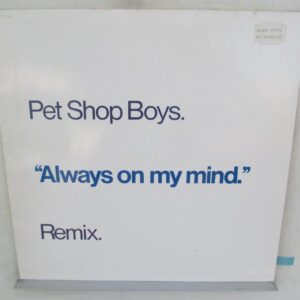 Pet Shop Boys.
“Always on my mind.”
Remix.